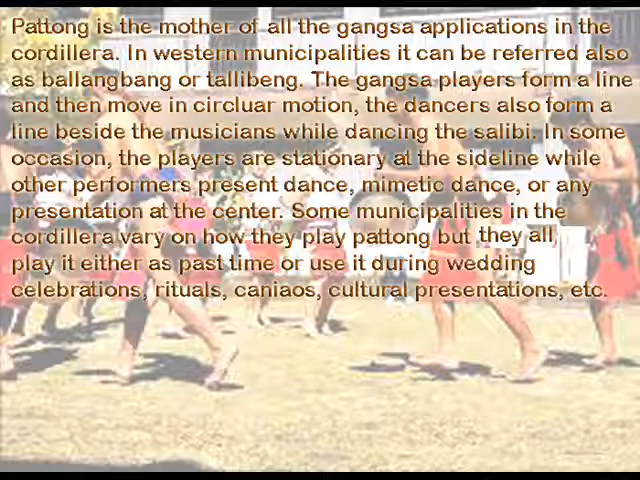 Pattong is the mother of all the gangsa applications in the
cordillera. In western municipalities it can be referred also
as ballangbang or tallibeng. The gangsa players form a line
and then move in circluar motion, the dancers also form a
line beside the musicians while dancing the salibi. In some
occasion, the players are stationary at the sideline while
other performers present dance, mimetic dance, or any
presentation at the center. Some municipalities in the
cordillera vary on how they play pattong but they all
play it either as past time or use it during wedding
celebrations, rituals, caniaos, cultural presentations, etc.